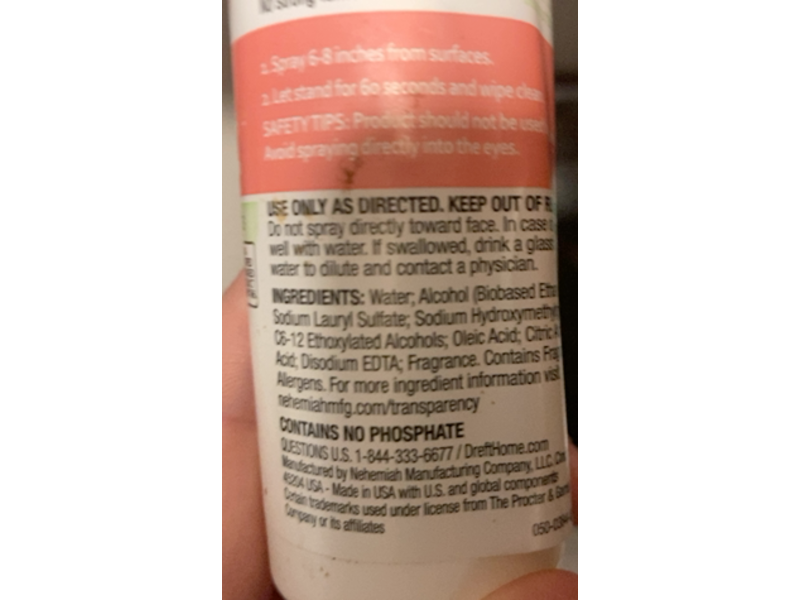 1. Spray 6-8 inches from surfaces.
2. Let stand for 60 seconds and wipe clean
SAFETY TIPS: Product should not be used
Avoid spraying directly into the eyes.
USE ONLY AS DIRECTED. KEEP OUT OF
Do not spray directly toward face. In case
well with water. If swallowed, drink a glass
water to dilute and contact a physician.
INGREDIENTS: Water; Alcohol (Biobased
Sodium Lauryl Sulfate; Sodium
C6-12 Ethoxylated Alcohols; Oleic Acid; Citric
Acid; Disodium EDTA; Fragrance. Contains
Allergens. For more ingredient information
nehemiahmfg.com/transparency
CONTAINS NO PHOSPHATE
QUESTIONS U.S. 1-844-333-6677 / DreftHome.com
Manufactured by Nehemiah Manufacturing Company, LLC.
45204 USA - Made in USA with U.S. and global components
Certain trademarks used under license from The Procter &
Company or its affiliates